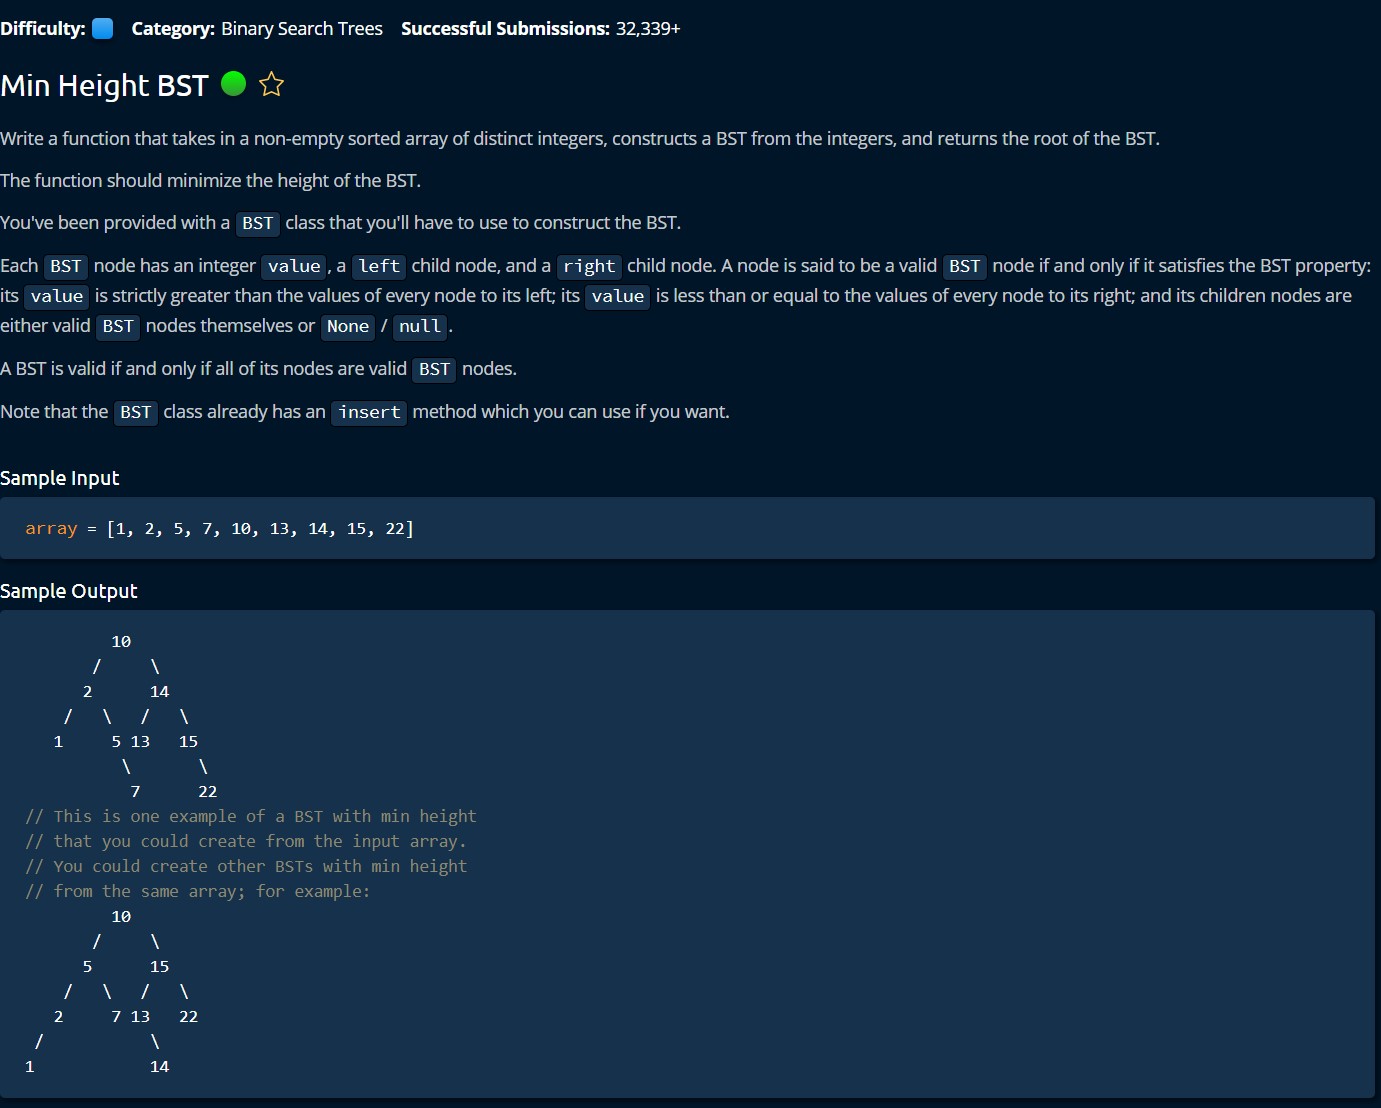 Difficulty: Category: Binary Search Trees Successful Submissions: 32,339+
Min Height BST
Write a function that takes in a non-empty sorted array of distinct integers, constructs a BST from the integers, and returns the root of the BST.
The function should minimize the height of the BST.
You've been provided with a BST class that you'll have to use to construct the BST.
Each BST node has an integer value, a left child node, and a right child node. A node is said to be a valid BST node if and only if it satisfies the BST property:
its value is strictly greater than the values of every node to its left; its value is less than or equal to the values of every node to its right; and its children nodes are
either valid BST nodes themselves or None / null.
A BST is valid if and only if all of its nodes are valid BST nodes.
Note that the BST class already has an insert method which you can use if you want.
Sample Input
array = [1, 2, 5, 7, 10, 13, 14, 15, 22]
Sample Output
         10
       /     \
      2      14
    /   \   /   \
   1     5 13   15
          \       \
           7      22
// This is one example of a BST with min height
// that you could create from the input array.
// You could create other BSTs with min height
// from the same array; for example:
         10
       /     \
      5      15
    /   \   /   \
   2     7 13   22
 /           \
1            14